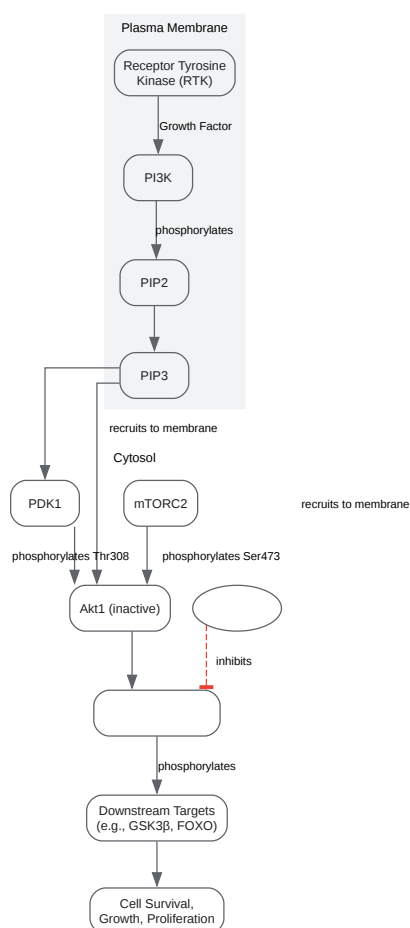 Plasma Membrane
Receptor Tyrosine
Kinase (RTK)
Growth Factor
PI3K
phosphorylates
PIP2
PIP3
recruits to membrane
Cytosol
PDK1
mTORC2
recruits to membrane
phosphorylates Thr308
phosphorylates Ser473
Akt1 (inactive)
inhibits
phosphorylates
Downstream Targets
(e.g., GSK3β, FOXO)
Cell Survival,
Growth, Proliferation